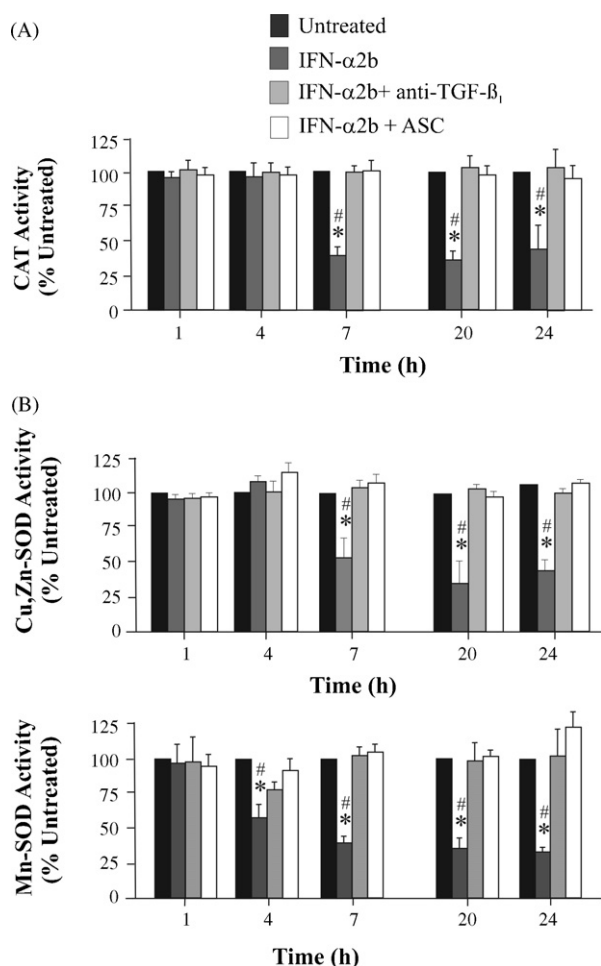 (A)
Untreated
IFN-α2b
IFN-α2b+ anti-TGF-ß₁
IFN-α2b + ASC
CAT Activity
(% Untreated)
125
100
75
50
25
0
#
*
#
*
#
*
1 4 7 20 24
Time (h)
(B)
Cu,Zn-SOD Activity
(% Untreated)
125
100
75
50
25
0
#
*
#
*
#
*
1 4 7 20 24
Time (h)
Mn-SOD Activity
(% Untreated)
125
100
75
50
25
0
#
*
#
*
#
*
#
*
1 4 7 20 24
Time (h)